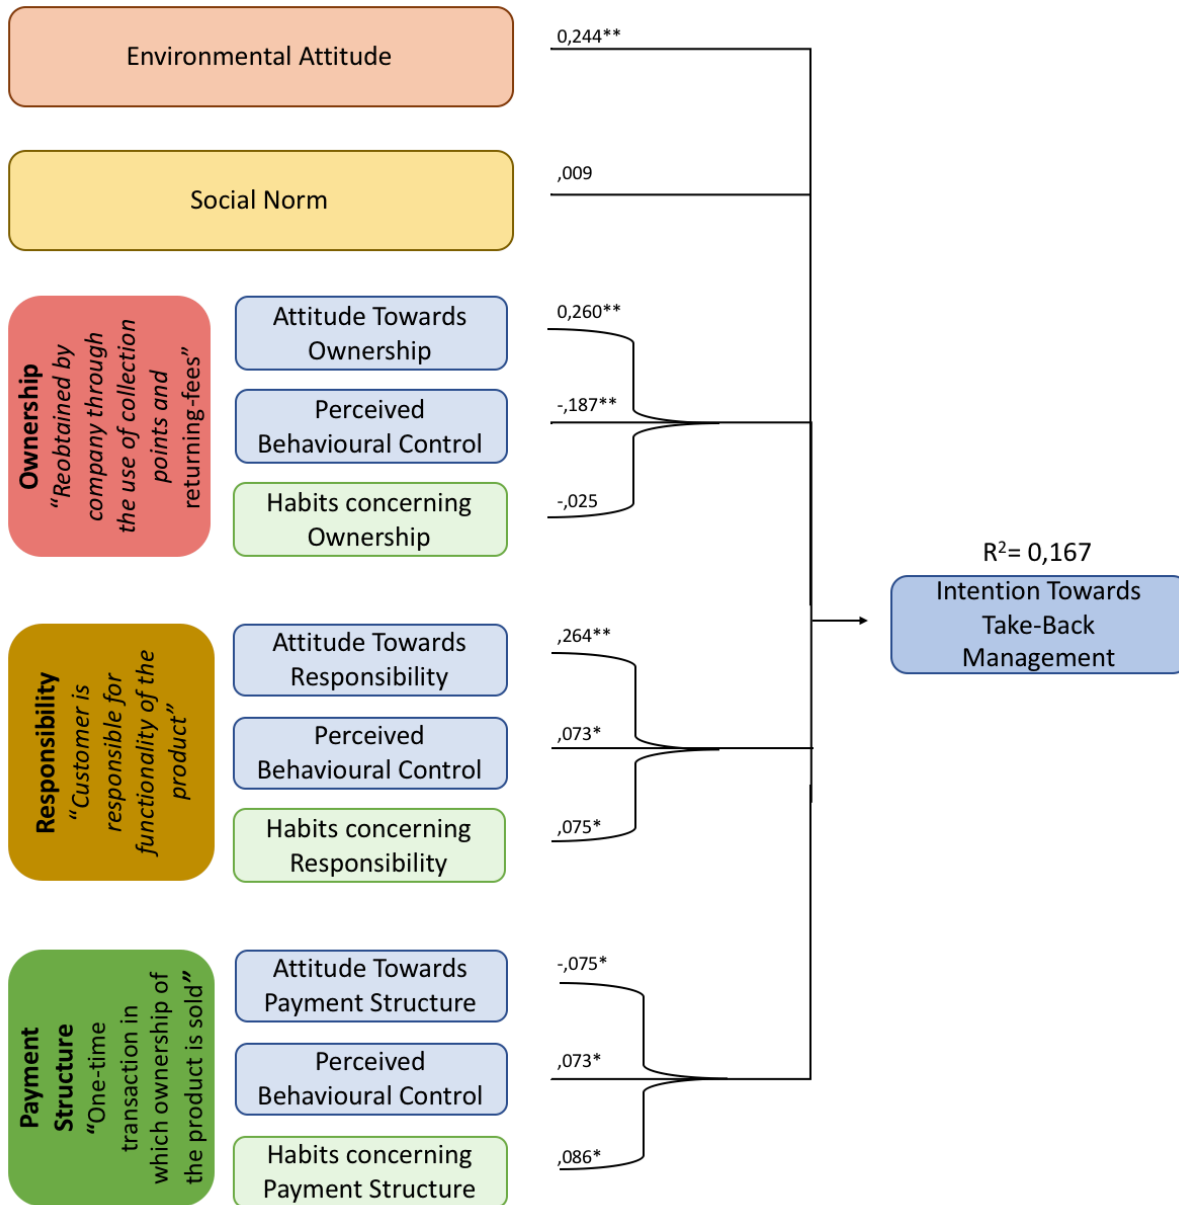 Environmental Attitude
0,244**
Social Norm
,009
Ownership
“Reobtained by
company through
the use of collection
points and
returning-fees”
Attitude Towards
Ownership
0,260**
Perceived
Behavioural Control
-,187**
Habits concerning
Ownership
-,025
R²= 0,167
Intention Towards
Take-Back
Management
Responsibility
“Customer is
responsible for
functionality of the
product”
Attitude Towards
Responsibility
,264**
Perceived
Behavioural Control
,073*
Habits concerning
Responsibility
,075*
Payment
Structure
“One-time
transaction in
which ownership of
the product is sold”
Attitude Towards
Payment Structure
-,075*
Perceived
Behavioural Control
,073*
Habits concerning
Payment Structure
,086*